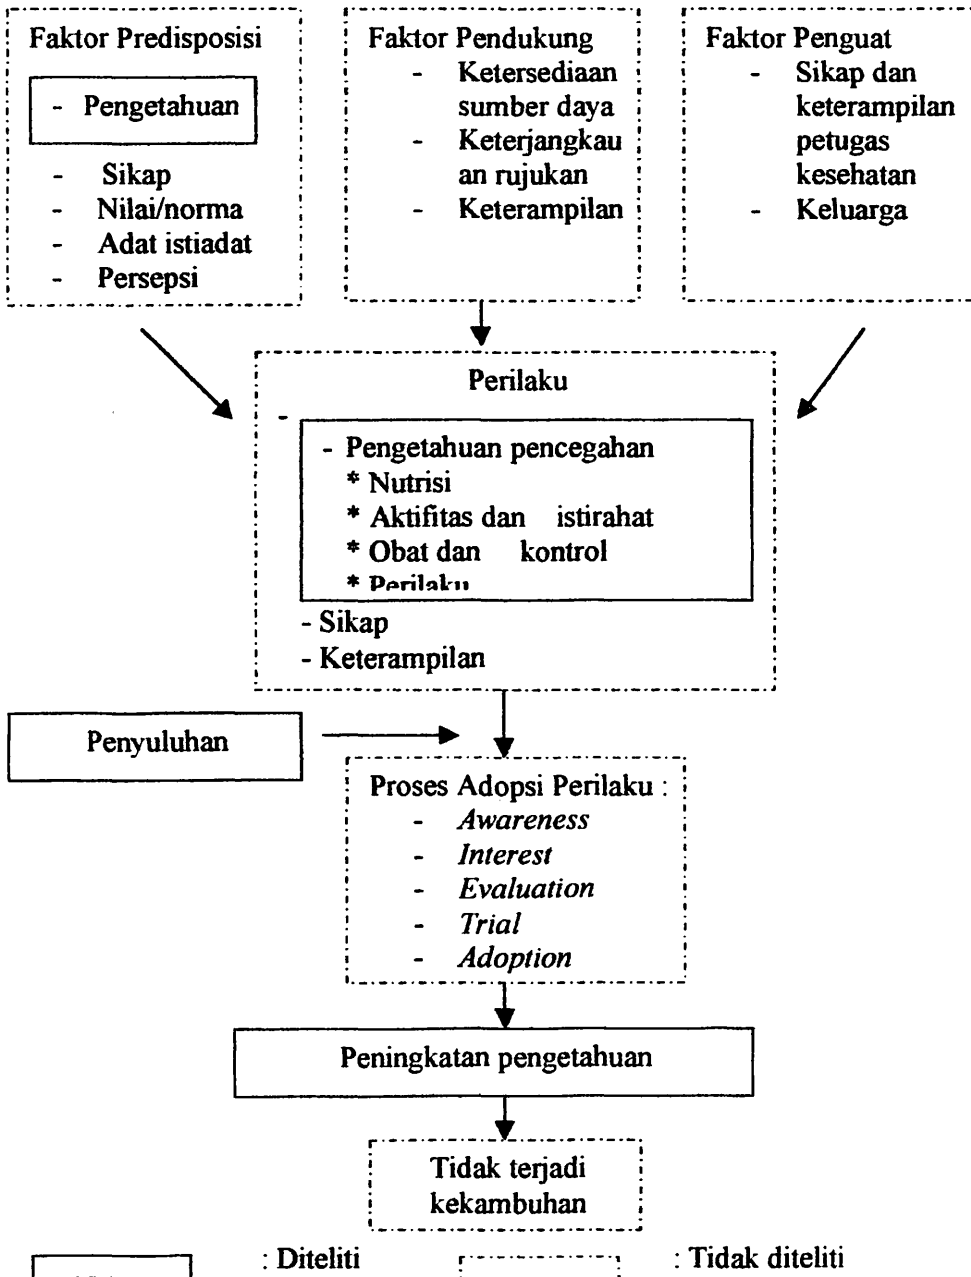 Faktor Predisposisi
- Pengetahuan
- Sikap
- Nilai/norma
- Adat istiadat
- Persepsi
Faktor Pendukung
- Ketersediaan
sumber daya
- Keterjangkau
an rujukan
- Keterampilan
Faktor Penguat
- Sikap dan
keterampilan
petugas
kesehatan
- Keluarga
Perilaku
-
- Pengetahuan pencegahan
* Nutrisi
* Aktifitas dan istirahat
* Obat dan kontrol
* Perilaku
- Sikap
- Keterampilan
Penyuluhan
Proses Adopsi Perilaku :
- Awareness
- Interest
- Evaluation
- Trial
- Adoption
Peningkatan pengetahuan
Tidak terjadi
kekambuhan
: Diteliti
: Tidak diteliti